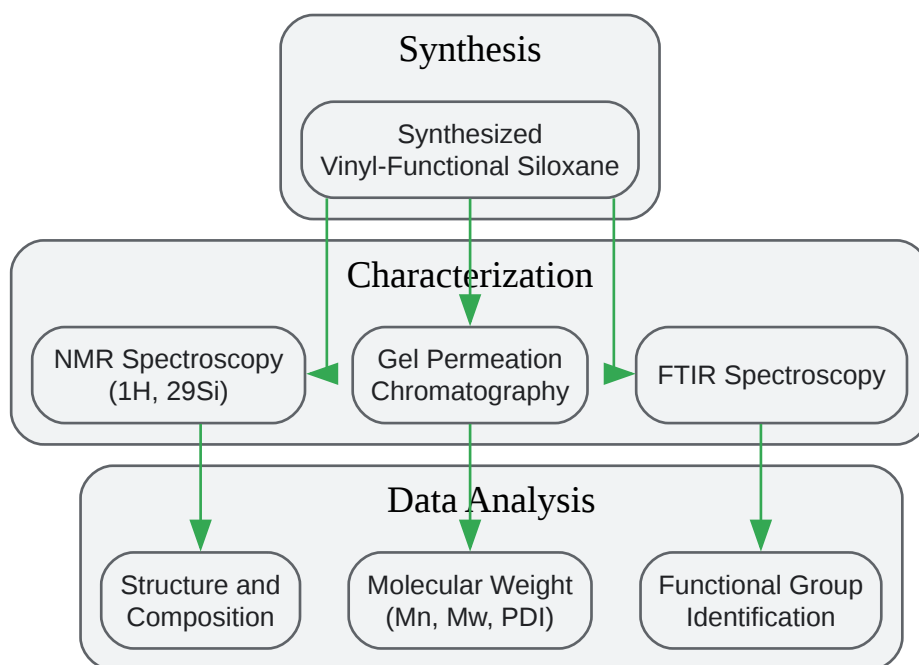 Synthesis
Synthesized
Vinyl-Functional Siloxane
Characterization
NMR Spectroscopy
(1H, 29Si)
Gel Permeation
Chromatography
FTIR Spectroscopy
Data Analysis
Structure and
Composition
Molecular Weight
(Mn, Mw, PDI)
Functional Group
Identification